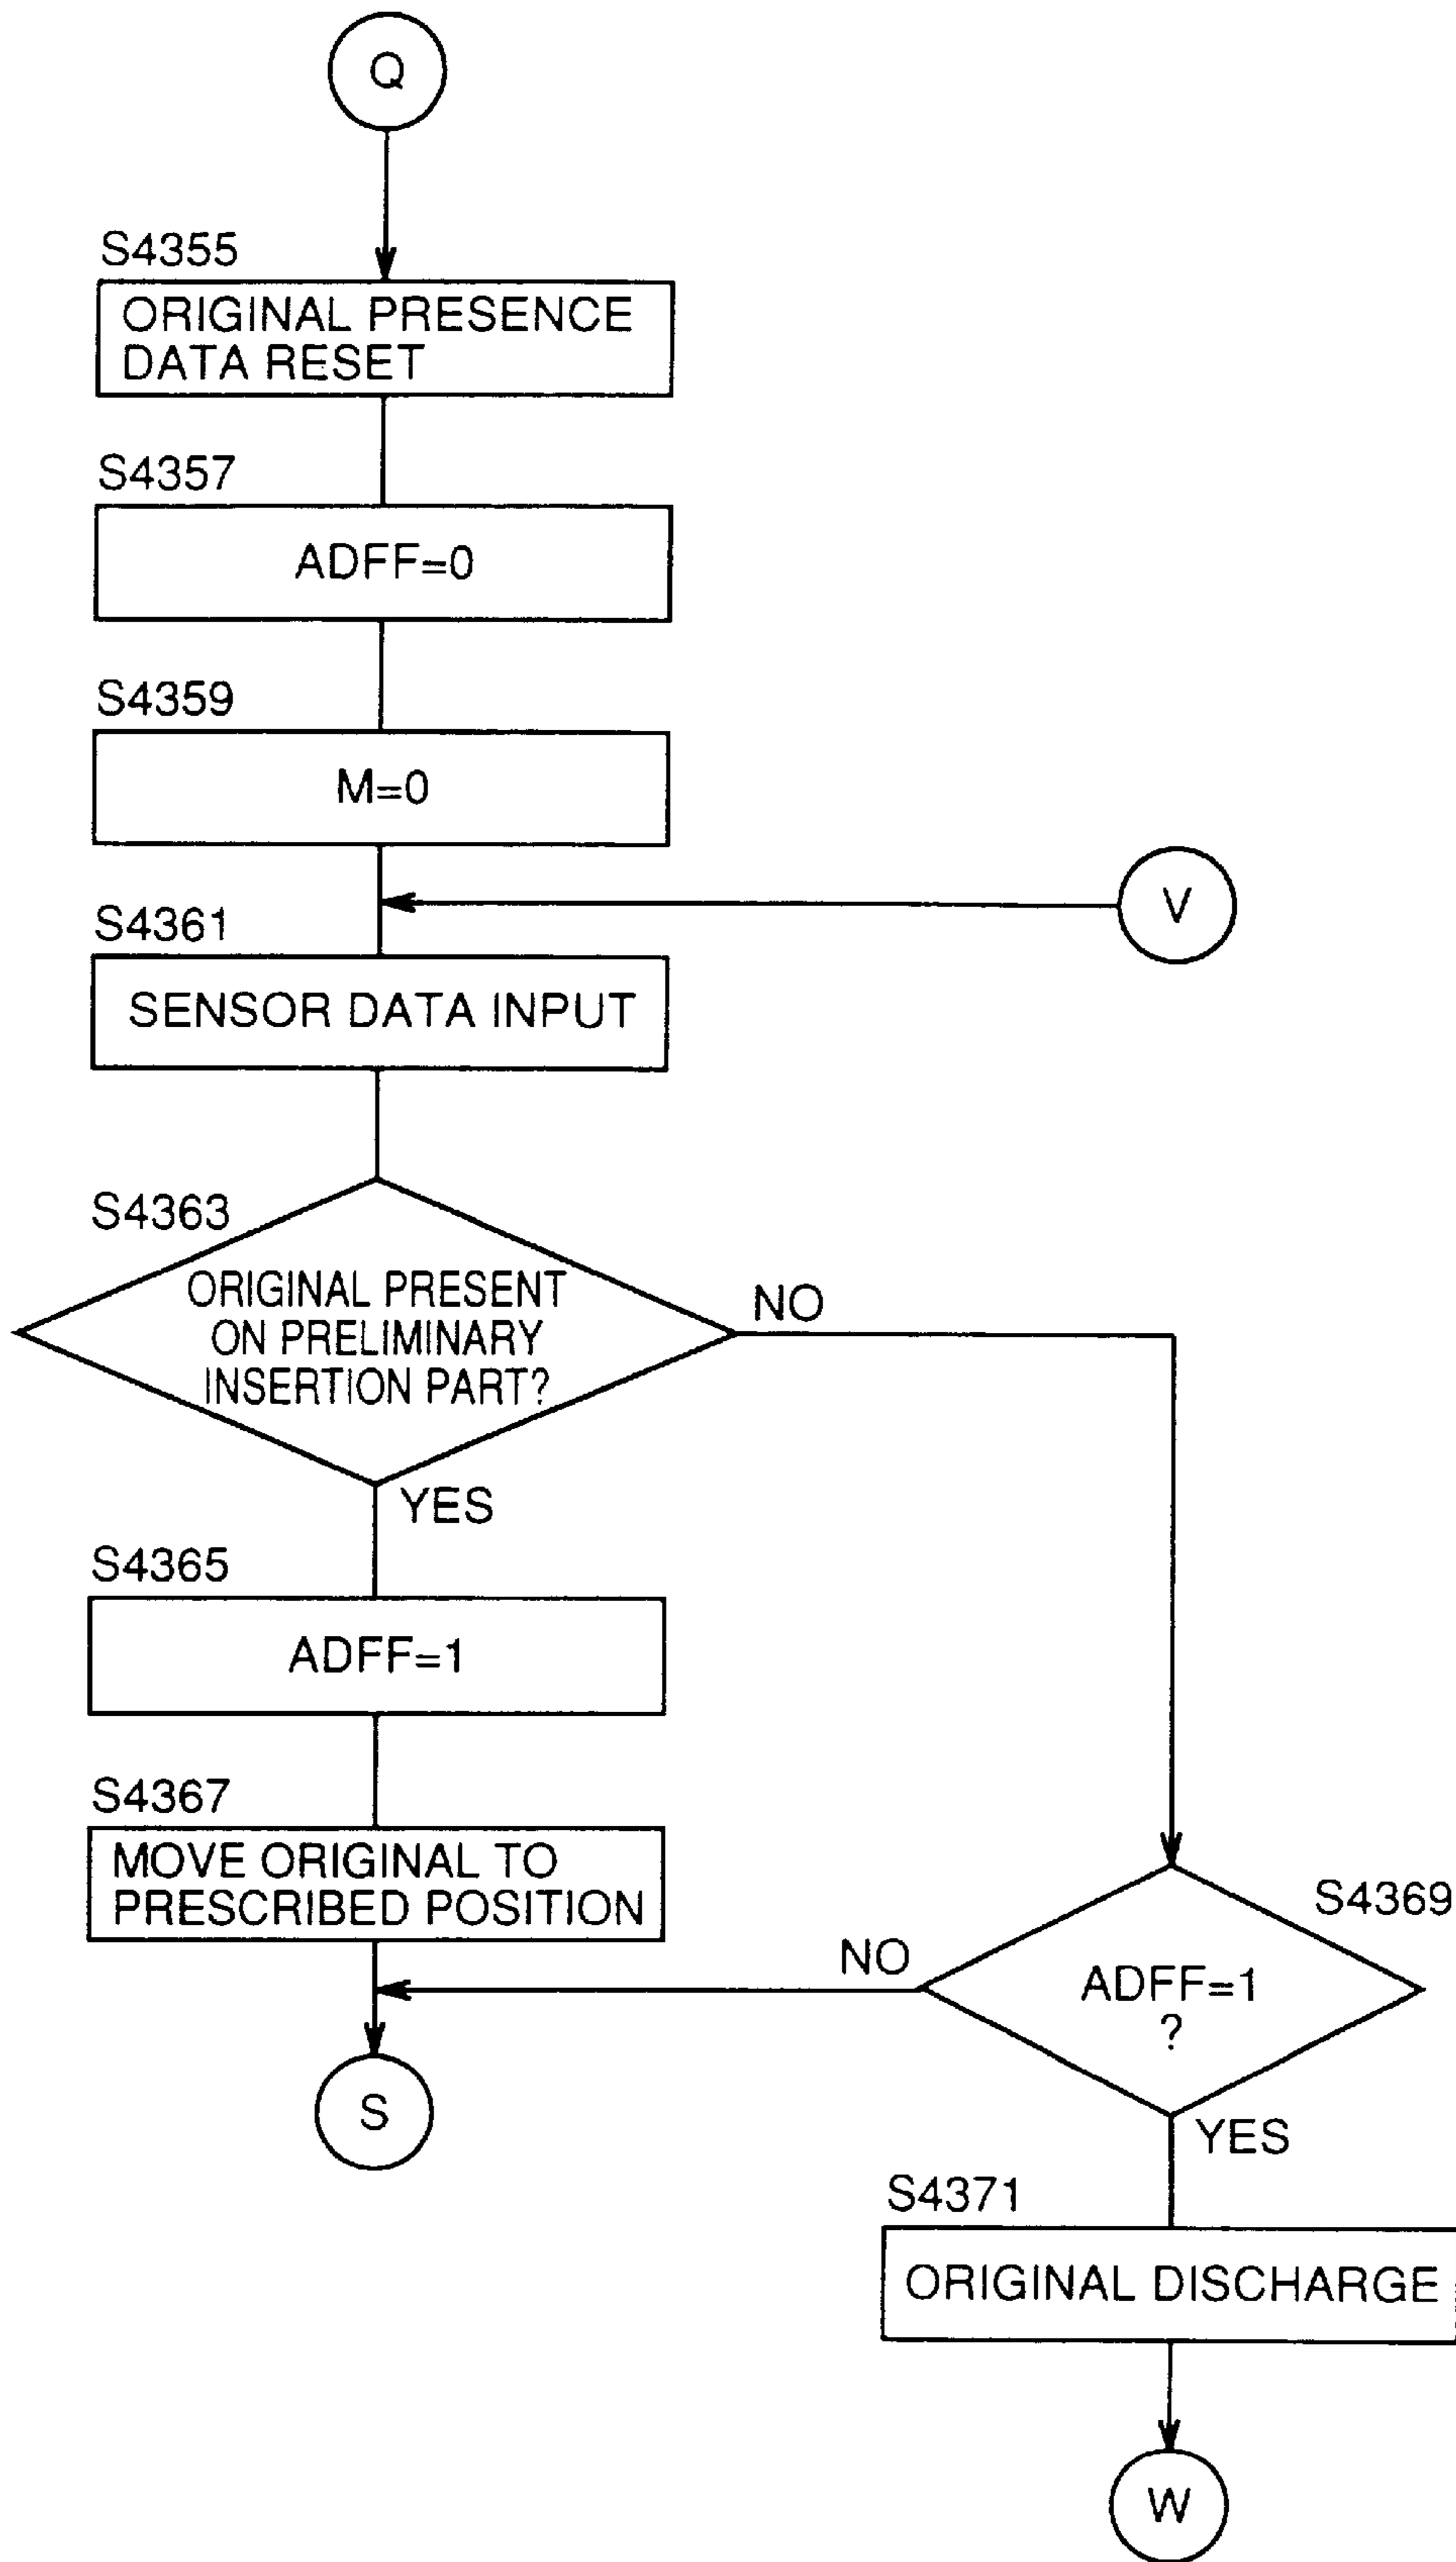 Q
S4355
ORIGINAL PRESENCE
DATA RESET
S4357
ADFF=0
S4359
M=0
V
S4361
SENSOR DATA INPUT
S4363
ORIGINAL PRESENT
ON PRELIMINARY
INSERTION PART?
NO
YES
S4365
ADFF=1
S4367
MOVE ORIGINAL TO
PRESCRIBED POSITION
S4369
NO
ADFF=1
?
S
YES
S4371
ORIGINAL DISCHARGE
W